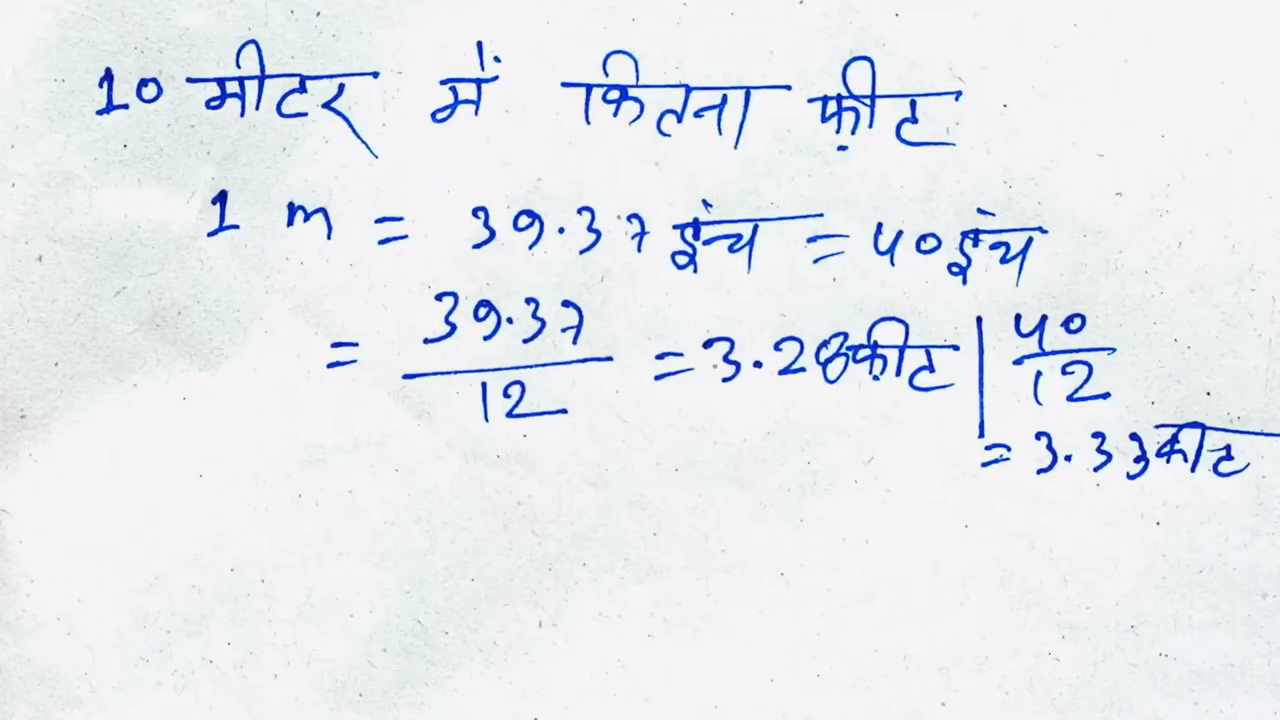 10 मीटर में कितना फ़ीट
1 m = 39.37 इंच = 40 इंच
= 39.37/12 = 3.28 फ़ीट | 40/12
= 3.33 फीट